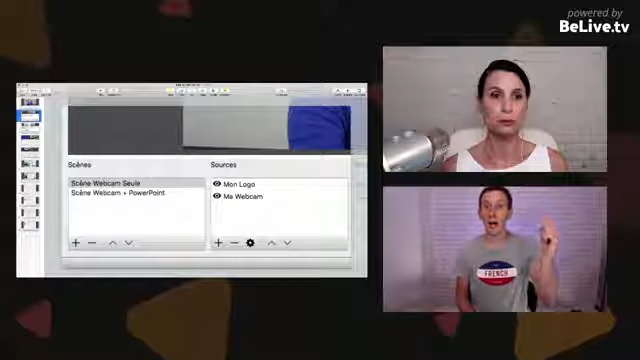 powered by
BeLive.tv
Scènes
Sources
Scène Webcam Seule
Mon Logo
Scène Webcam + PowerPoint
Ma Webcam
FRENCH